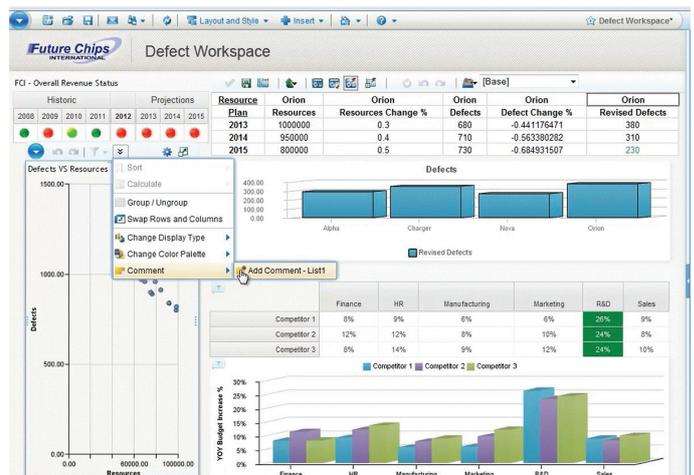 Layout and Style
Insert
Defect Workspace*
Future Chips
INTERNATIONAL
Defect Workspace
FCI - Overall Revenue Status
[Base]
Historic Projections
2008 2009 2010 2011 2012 2013 2014 2015
Resource Orion Orion Orion Orion Orion
Plan Resources Resources Change % Defects Defect Change % Revised Defects
2013 1000000 0.3 680 -0.441176471 380
2014 950000 0.4 710 -0.563380282 310
2015 800000 0.5 730 -0.684931507 230
Defects VS Resources
Sort
Calculate
Group / Ungroup
Swap Rows and Columns
Change Display Type
Change Color Palette
Comment
Add Comment - List1
1500.00
1000.00
500.00
0.00
Defects
0.00 60000.00 100000.00
Resources
Defects
400.00
300.00
200.00
100.00
0.00
Alpha Charger Nova Orion
Revised Defects
Finance HR Manufacturing Marketing R&D Sales
Competitor 1 8% 9% 6% 6% 26% 9%
Competitor 2 12% 12% 8% 10% 24% 8%
Competitor 3 8% 14% 9% 12% 24% 10%
Competitor 1 Competitor 2 Competitor 3
YOY Budget Increase %
30%
25%
20%
15%
10%
5%
0%
Finance HR Manufacturing Marketing R&D Sales